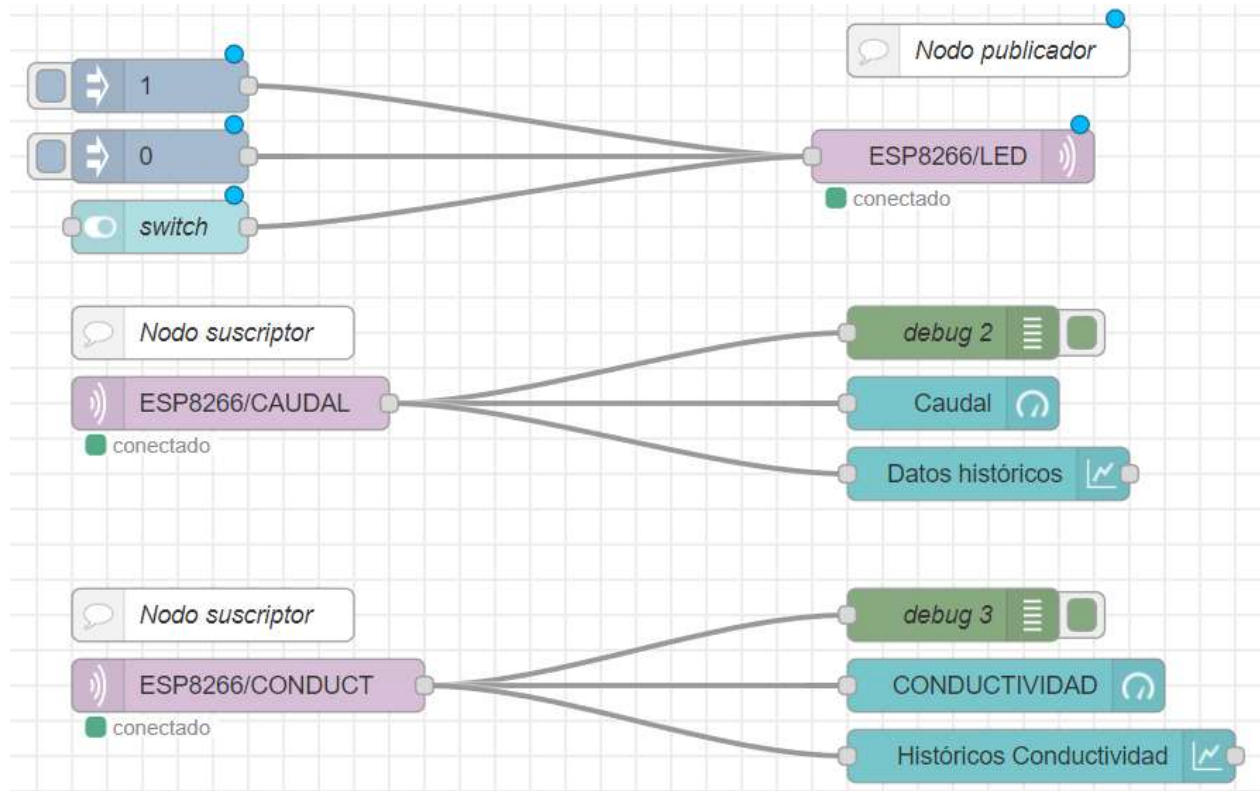 Nodo publicador
1
0
ESP8266/LED
conectado
switch
Nodo suscriptor
debug 2
ESP8266/CAUDAL
Caudal
conectado
Datos históricos
Nodo suscriptor
debug 3
ESP8266/CONDUCT
CONDUCTIVIDAD
conectado
Históricos Conductividad